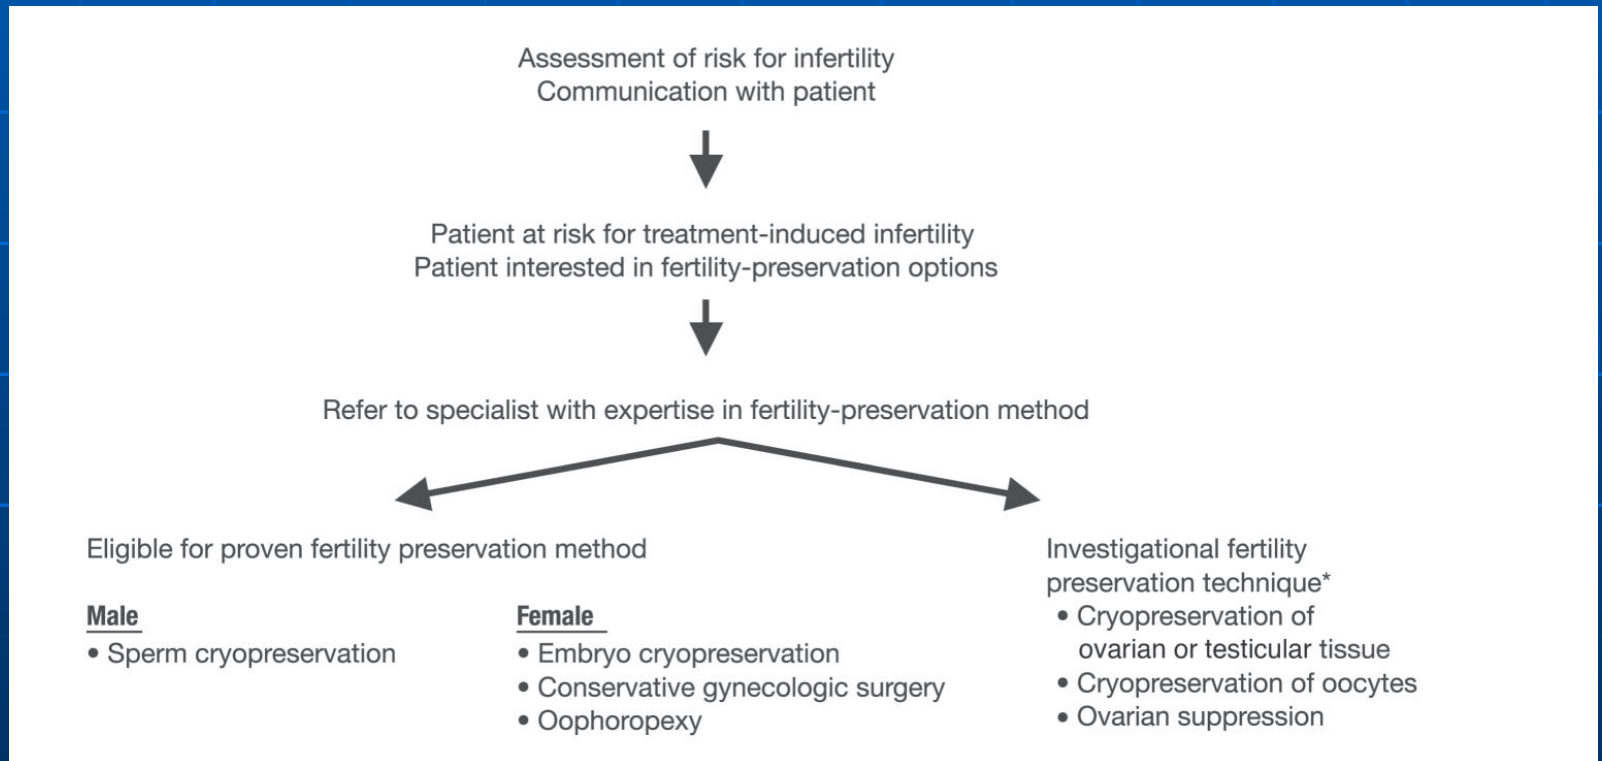 Assessment of risk for infertility
Communication with patient
Patient at risk for treatment-induced infertility
Patient interested in fertility-preservation options
Refer to specialist with expertise in fertility-preservation method
Eligible for proven fertility preservation method
Male
• Sperm cryopreservation
Female
• Embryo cryopreservation
• Conservative gynecologic surgery
• Oophoropexy
Investigational fertility
preservation technique*
• Cryopreservation of
ovarian or testicular tissue
• Cryopreservation of oocytes
• Ovarian suppression